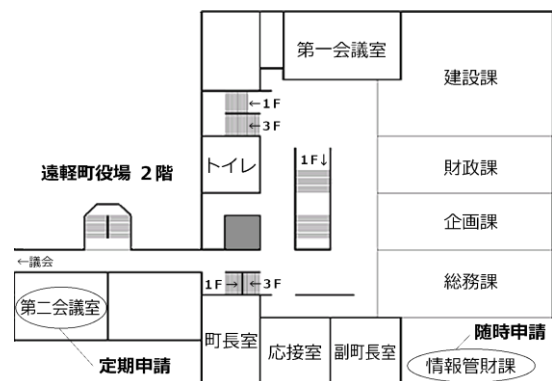 第一会議室
建設課
←1F
←3F
トイレ
1F↓
財政課
遠軽町役場 2階
企画課
←議会
総務課
1F→
←3F
第二会議室
随時申請
定期申請
町長室
応接室
副町長室
情報管財課